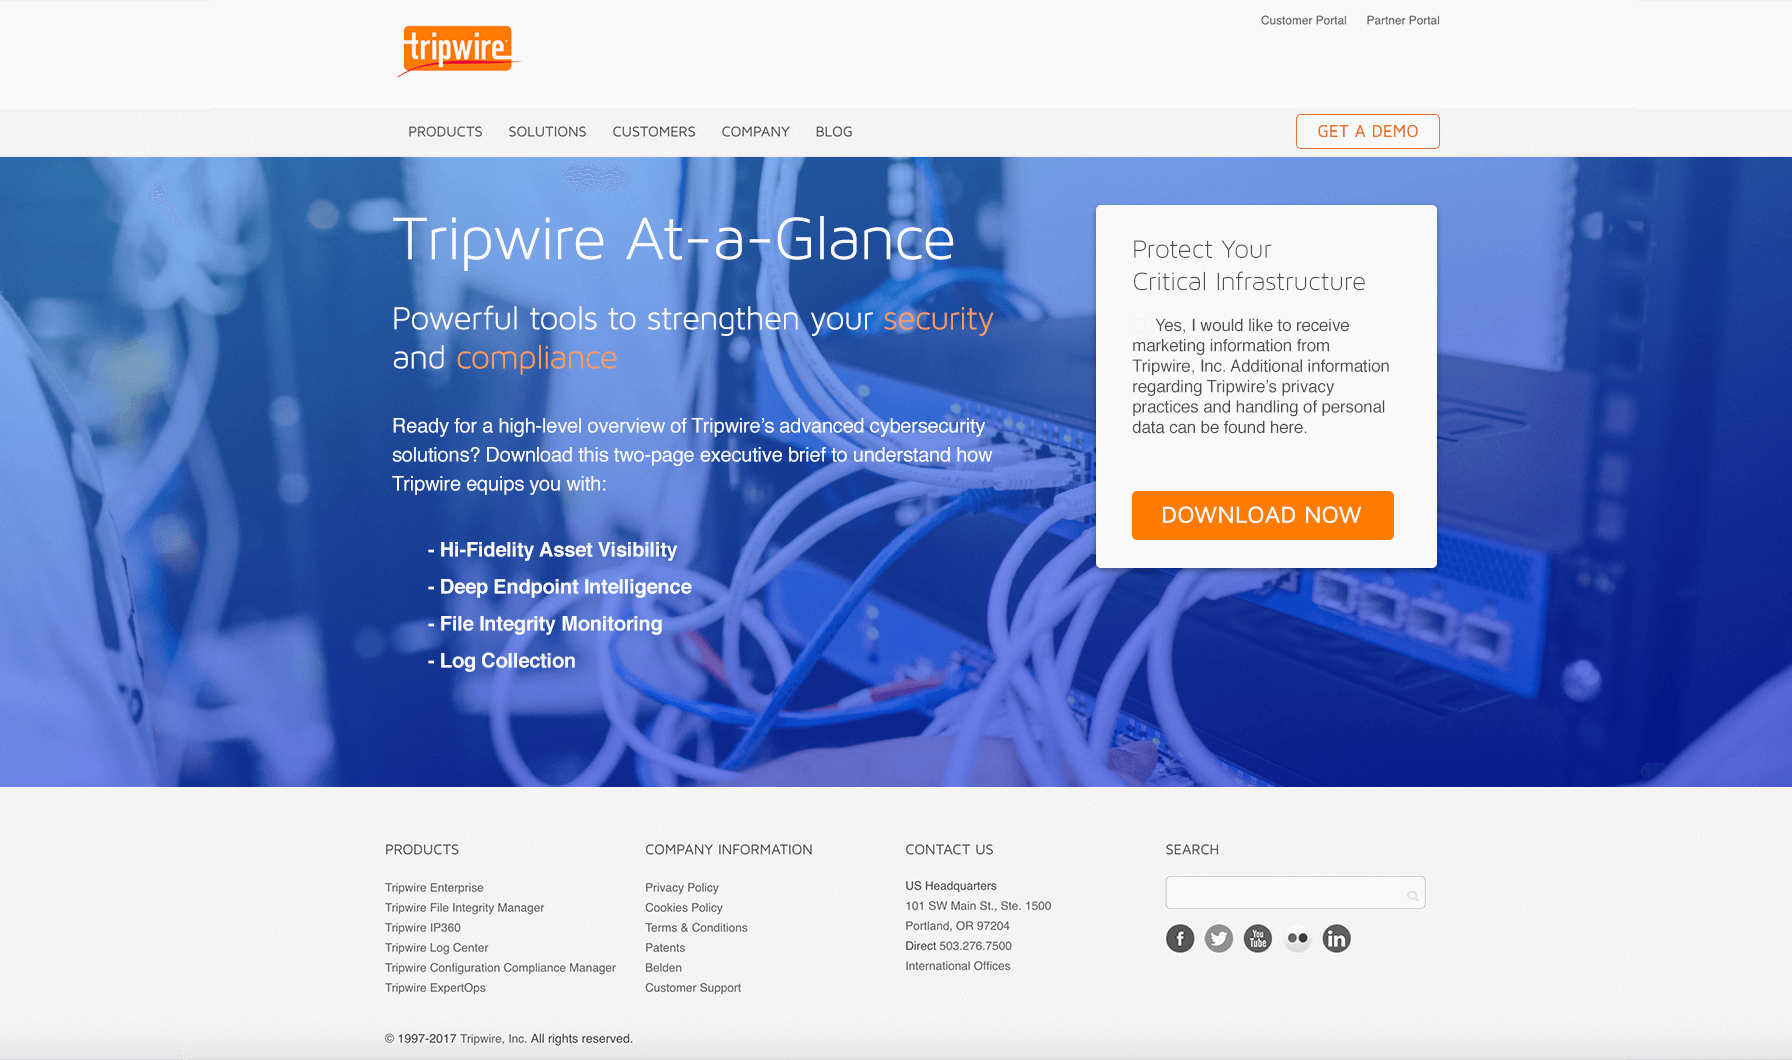 Customer Portal Partner Portal
tripwire
PRODUCTS SOLUTIONS CUSTOMERS COMPANY BLOG
GET A DEMO
Tripwire At-a-Glance
Powerful tools to strengthen your security
and compliance
Ready for a high-level overview of Tripwire’s advanced cybersecurity
solutions? Download this two-page executive brief to understand how
Tripwire equips you with:
- Hi-Fidelity Asset Visibility
- Deep Endpoint Intelligence
- File Integrity Monitoring
- Log Collection
Protect Your
Critical Infrastructure
Yes, I would like to receive
marketing information from
Tripwire, Inc. Additional information
regarding Tripwire’s privacy
practices and handling of personal
data can be found here.
DOWNLOAD NOW
PRODUCTS
Tripwire Enterprise
Tripwire File Integrity Manager
Tripwire IP360
Tripwire Log Center
Tripwire Configuration Compliance Manager
Tripwire ExpertOps
COMPANY INFORMATION
Privacy Policy
Cookies Policy
Terms & Conditions
Patents
Belden
Customer Support
CONTACT US
US Headquarters
101 SW Main St., Ste. 1500
Portland, OR 97204
Direct 503.276.7500
International Offices
SEARCH
f
You
Tube
in
© 1997-2017 Tripwire, Inc. All rights reserved.